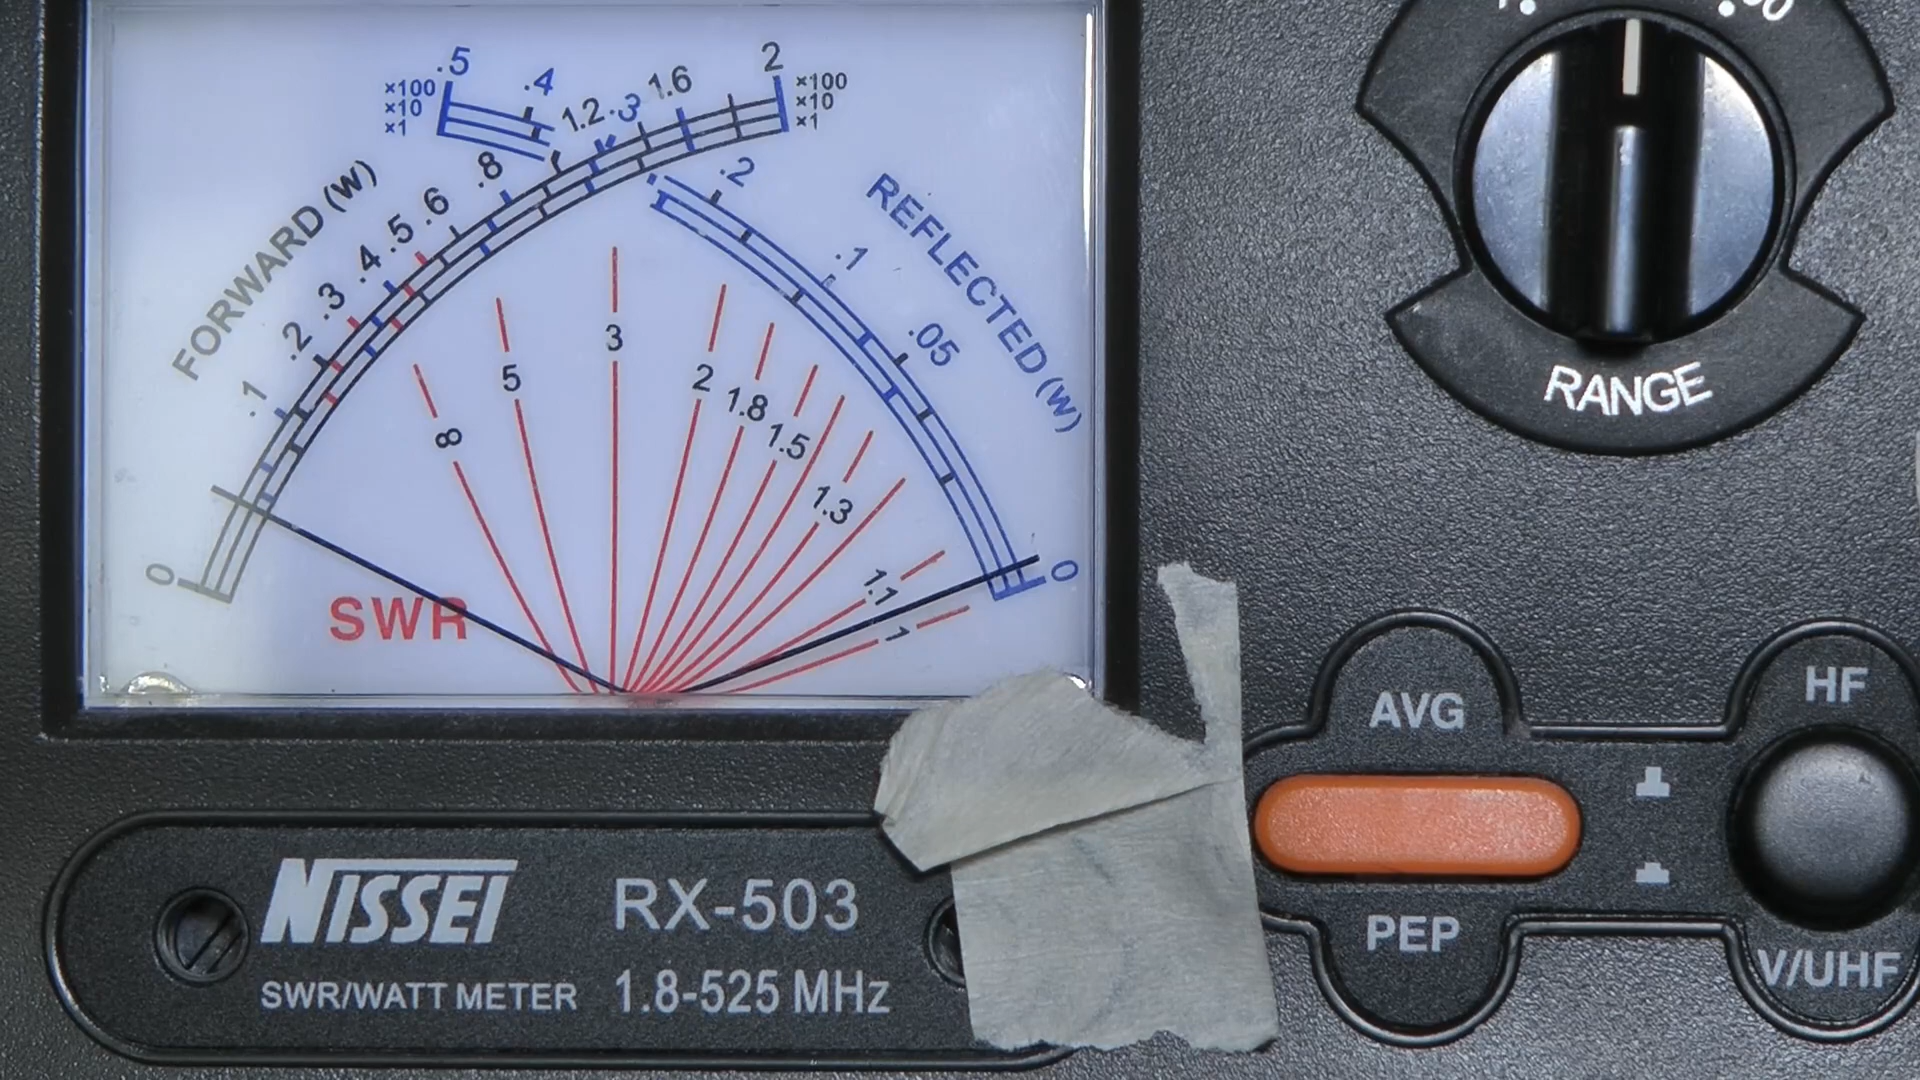 .5 .4 1.2 .3 1.6 2
×100 ×100
×10 ×10
×1 ×1
FORWARD (W)
0 .1 .2 .3 .4 .5 .6 .8
REFLECTED (W)
.2 .1 .05 0
∞ 5 3 2 1.8 1.5 1.3 1.1 1
SWR
RANGE
AVG
PEP
HF
V/UHF
NISSEI RX-503
SWR/WATT METER 1.8-525 MHz